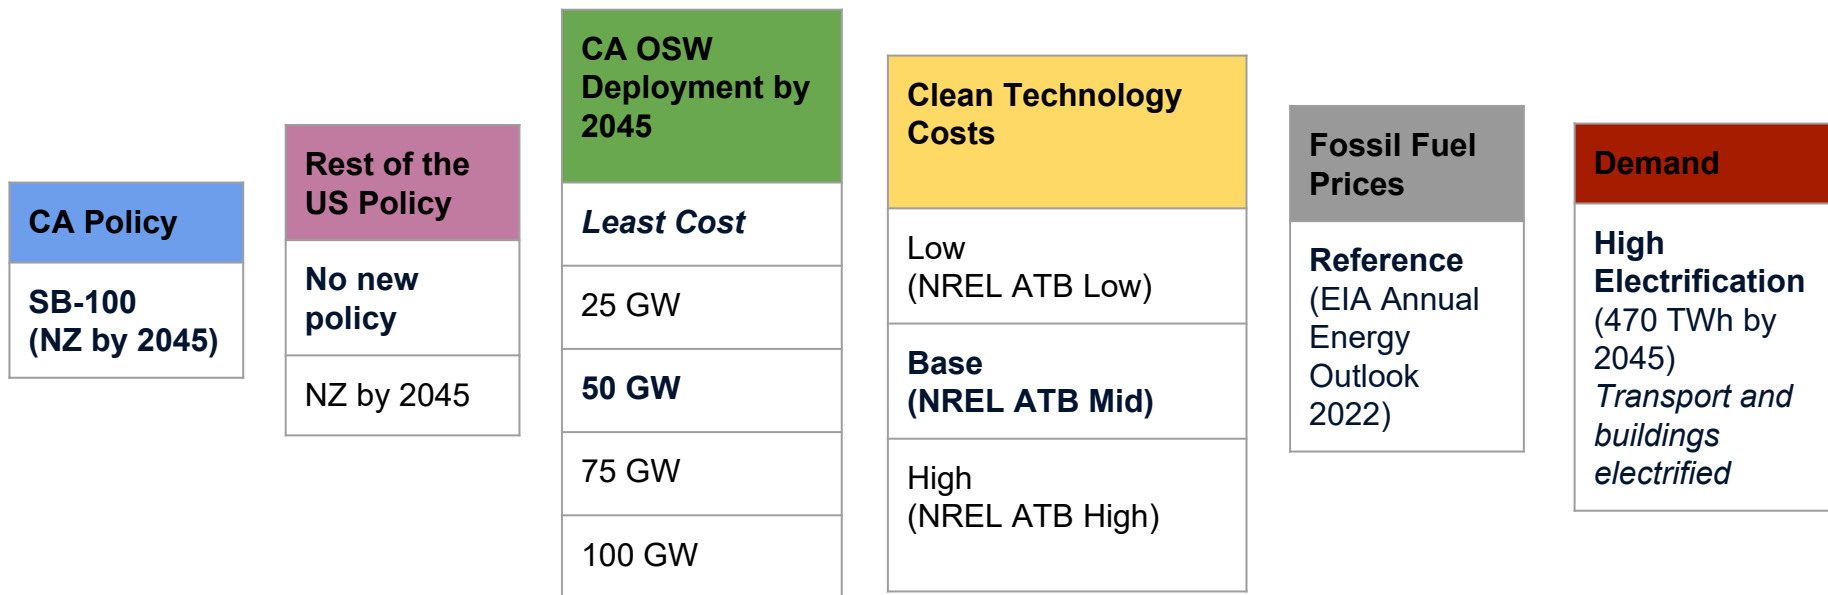 CA Policy
SB-100
(NZ by 2045)
Rest of the
US Policy
No new
policy
NZ by 2045
CA OSW
Deployment by
2045
Least Cost
25 GW
50 GW
75 GW
100 GW
Clean Technology
Costs
Low
(NREL ATB Low)
Base
(NREL ATB Mid)
High
(NREL ATB High)
Fossil Fuel
Prices
Reference
(EIA Annual
Energy
Outlook
2022)
Demand
High
Electrification
(470 TWh by
2045)
Transport and
buildings
electrified